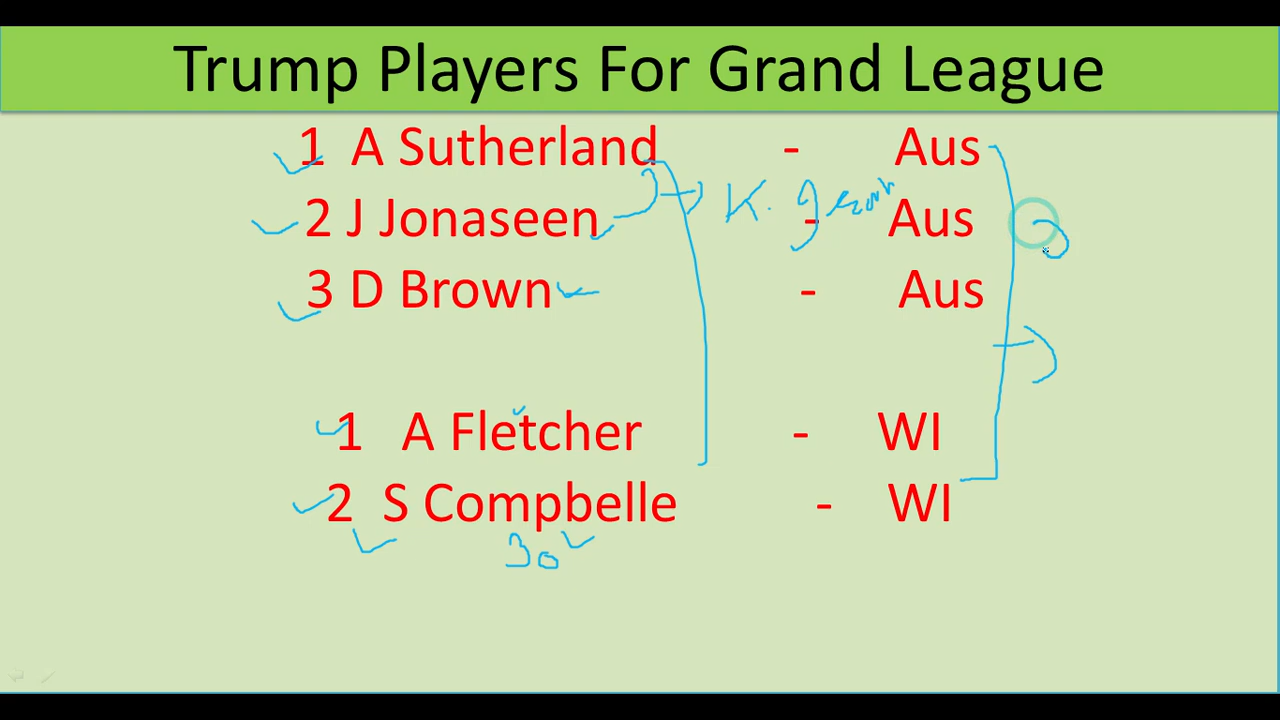 Trump Players For Grand League
1 A Sutherland - Aus
2 J Jonaseen - Aus
3 D Brown - Aus
1 A Fletcher - WI
2 S Compbelle - WI
30